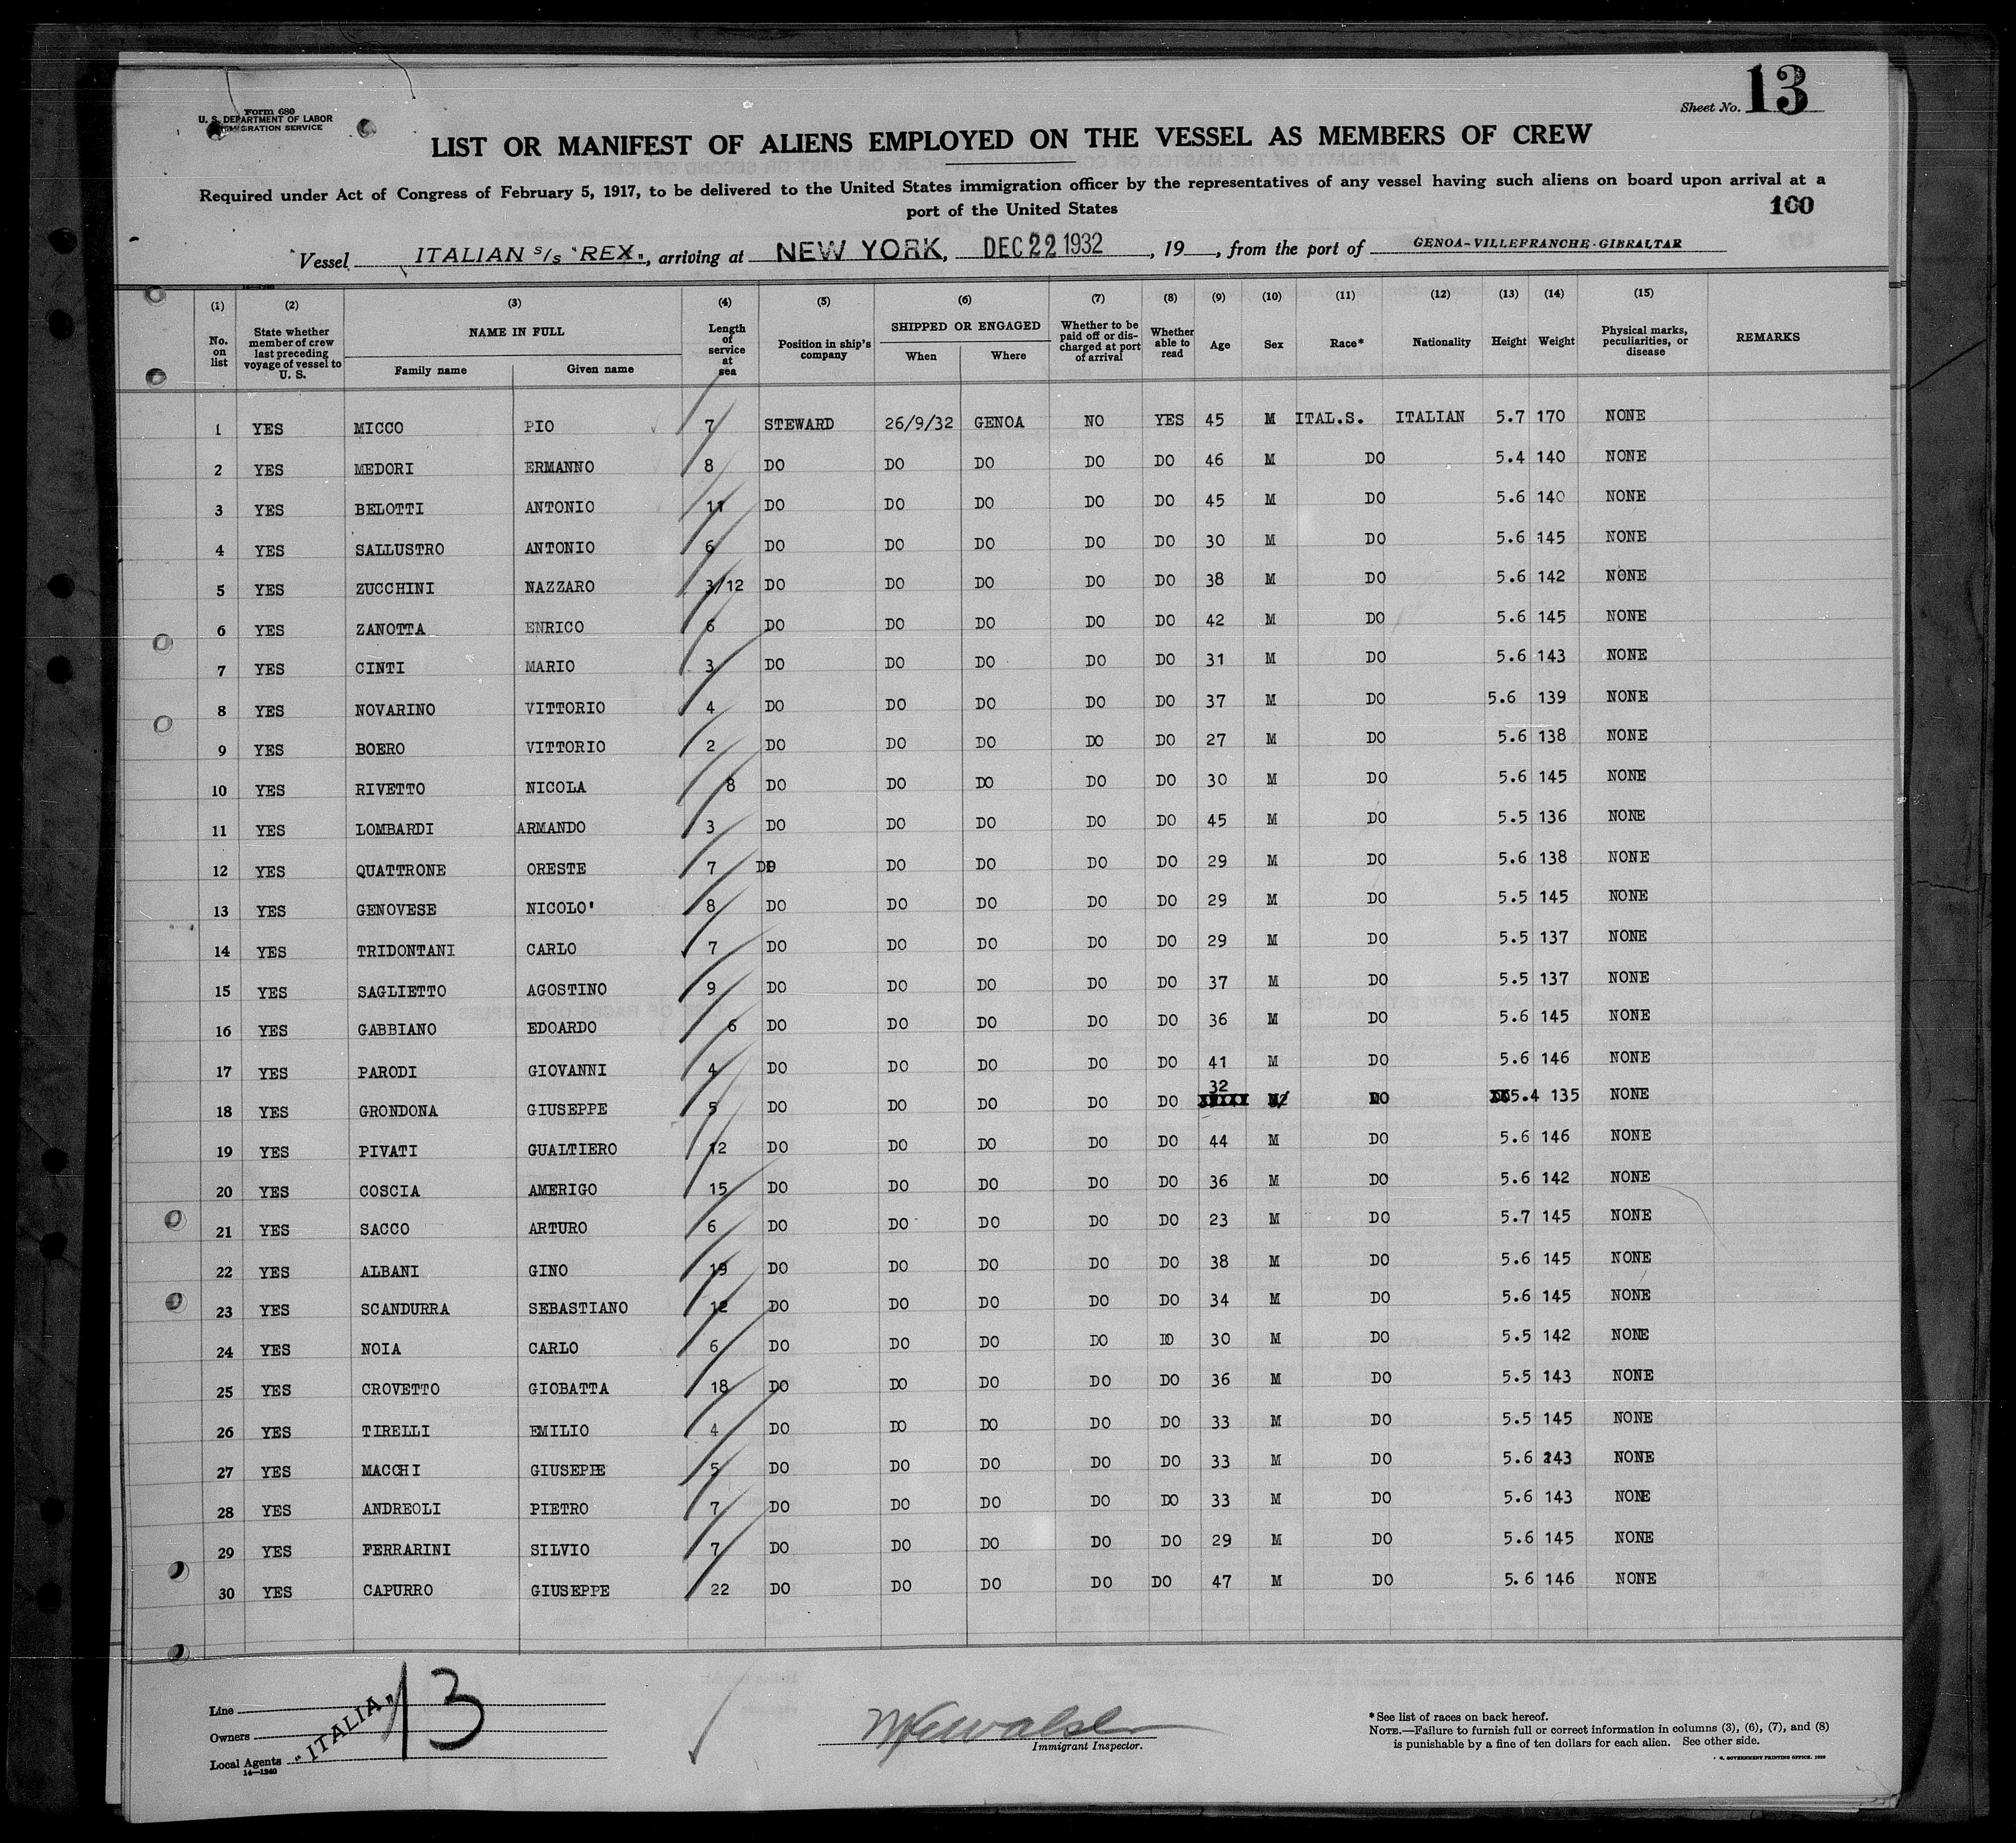 Form 680
U. S. DEPARTMENT OF LABOR
IMMIGRATION SERVICE
Sheet No. 13
LIST OR MANIFEST OF ALIENS EMPLOYED ON THE VESSEL AS MEMBERS OF CREW
Required under Act of Congress of February 5, 1917, to be delivered to the United States immigration officer by the representatives of any vessel having such aliens on board upon arrival at a
port of the United States
100
Vessel ITALIAN S/S "REX", arriving at NEW YORK, DEC 22 1932, 19 , from the port of GENOA-VILLEFRANCHE-GIBRALTAR
(1) (2) (3) (4) (5) (6) (7) (8) (9) (10) (11) (12) (13) (14) (15)
No. on list | State whether member of crew last preceding voyage of vessel to U. S. | NAME IN FULL Family name Given name | Length of service at sea | Position in ship's company | SHIPPED OR ENGAGED When Where | Whether to be paid off or discharged at port of arrival | Whether able to read | Age | Sex | Race* | Nationality | Height | Weight | Physical marks, peculiarities, or disease | REMARKS
1 YES MICCO PIO 7 STEWARD 26/9/32 GENOA NO YES 45 M ITAL.S. ITALIAN 5.7 170 NONE
2 YES MEDORI ERMANNO 8 DO DO DO DO DO 46 M DO 5.4 140 NONE
3 YES BELOTTI ANTONIO 11 DO DO DO DO DO 45 M DO 5.6 140 NONE
4 YES SALLUSTRO ANTONIO 6 DO DO DO DO DO 30 M DO 5.6 145 NONE
5 YES ZUCCHINI NAZZARO 3/12 DO DO DO DO DO 38 M DO 5.6 142 NONE
6 YES ZANOTTA ENRICO 6 DO DO DO DO DO 42 M DO 5.6 145 NONE
7 YES CINTI MARIO 3 DO DO DO DO DO 31 M DO 5.6 143 NONE
8 YES NOVARINO VITTORIO 4 DO DO DO DO DO 37 M DO 5.6 139 NONE
9 YES BOERO VITTORIO 2 DO DO DO DO DO 27 M DO 5.6 138 NONE
10 YES RIVETTO NICOLA 8 DO DO DO DO DO 30 M DO 5.6 145 NONE
11 YES LOMBARDI ARMANDO 3 DO DO DO DO DO 45 M DO 5.5 136 NONE
12 YES QUATTRONE ORESTE 7 DO DO DO DO DO 29 M DO 5.6 138 NONE
13 YES GENOVESE NICOLO' 8 DO DO DO DO DO 29 M DO 5.5 145 NONE
14 YES TRIDONTANI CARLO 7 DO DO DO DO DO 29 M DO 5.5 137 NONE
15 YES SAGLIETTO AGOSTINO 9 DO DO DO DO DO 37 M DO 5.5 137 NONE
16 YES GABBIANO EDOARDO 6 DO DO DO DO DO 36 M DO 5.6 145 NONE
17 YES PARODI GIOVANNI 4 DO DO DO DO DO 41 M DO 5.6 146 NONE
18 YES GRONDONA GIUSEPPE 5 DO DO DO DO DO 32 DO 5.4 135 NONE
19 YES PIVATI GUALTIERO 12 DO DO DO DO DO 44 M DO 5.6 146 NONE
20 YES COSCIA AMERIGO 15 DO DO DO DO DO 36 M DO 5.6 142 NONE
21 YES SACCO ARTURO 6 DO DO DO DO DO 23 M DO 5.7 145 NONE
22 YES ALBANI GINO 19 DO DO DO DO DO 38 M DO 5.6 145 NONE
23 YES SCANDURRA SEBASTIANO 12 DO DO DO DO DO 34 M DO 5.6 145 NONE
24 YES NOIA CARLO 6 DO DO DO DO DO 30 M DO 5.5 142 NONE
25 YES CROVETTO GIOBATTA 18 DO DO DO DO DO 36 M DO 5.5 143 NONE
26 YES TIRELLI EMILIO 4 DO DO DO DO DO 33 M DO 5.5 145 NONE
27 YES MACCHI GIUSEPPE 5 DO DO DO DO DO 33 M DO 5.6 143 NONE
28 YES ANDREOLI PIETRO 7 DO DO DO DO DO 33 M DO 5.6 143 NONE
29 YES FERRARINI SILVIO 7 DO DO DO DO DO 29 M DO 5.6 145 NONE
30 YES CAPURRO GIUSEPPE 22 DO DO DO DO DO 47 M DO 5.6 146 NONE
Line
Owners
Local Agents "ITALIA"
14—1240
13
Immigrant Inspector.
*See list of races on back hereof.
NOTE.—Failure to furnish full or correct information in columns (3), (6), (7), and (8)
is punishable by a fine of ten dollars for each alien. See other side.